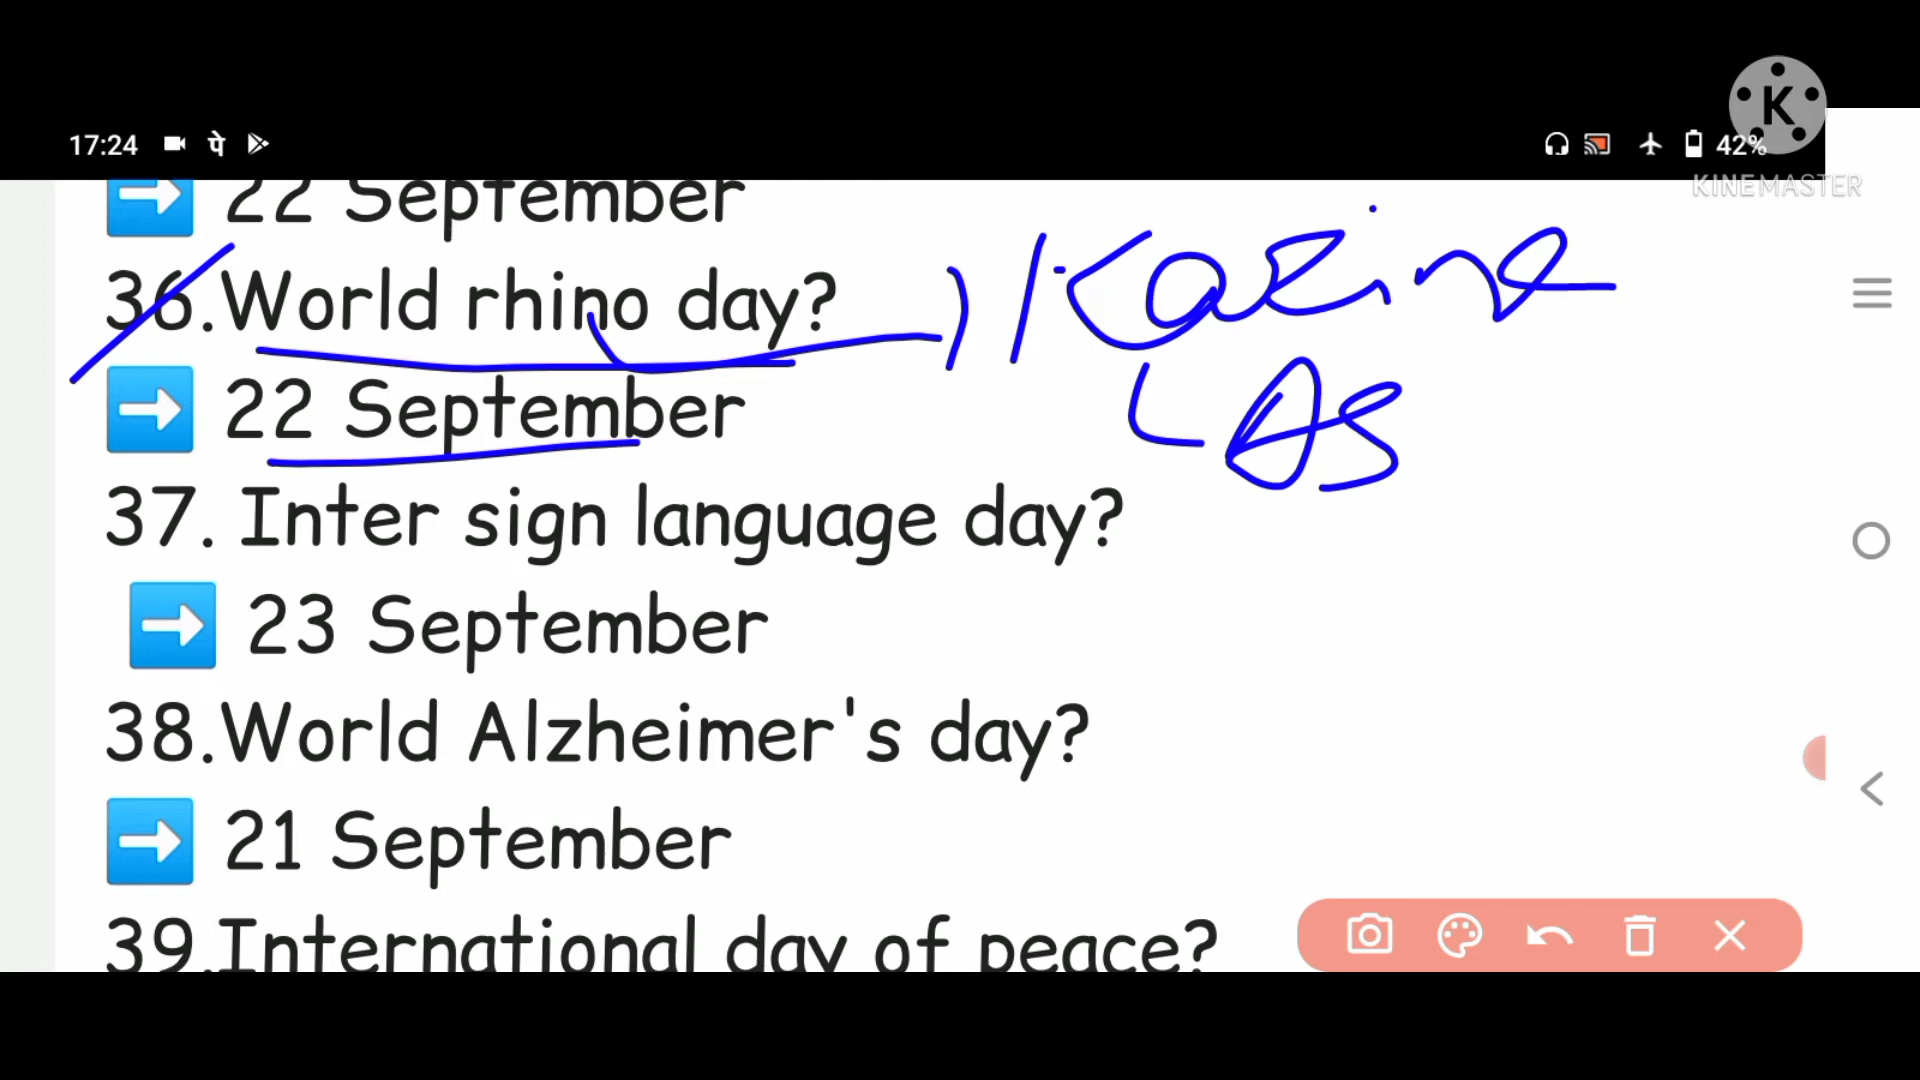 17:24 पे 42%
KINEMASTER
22 September
36.World rhino day?
22 September
37. Inter sign language day?
23 September
38.World Alzheimer's day?
21 September
39.International day of peace?